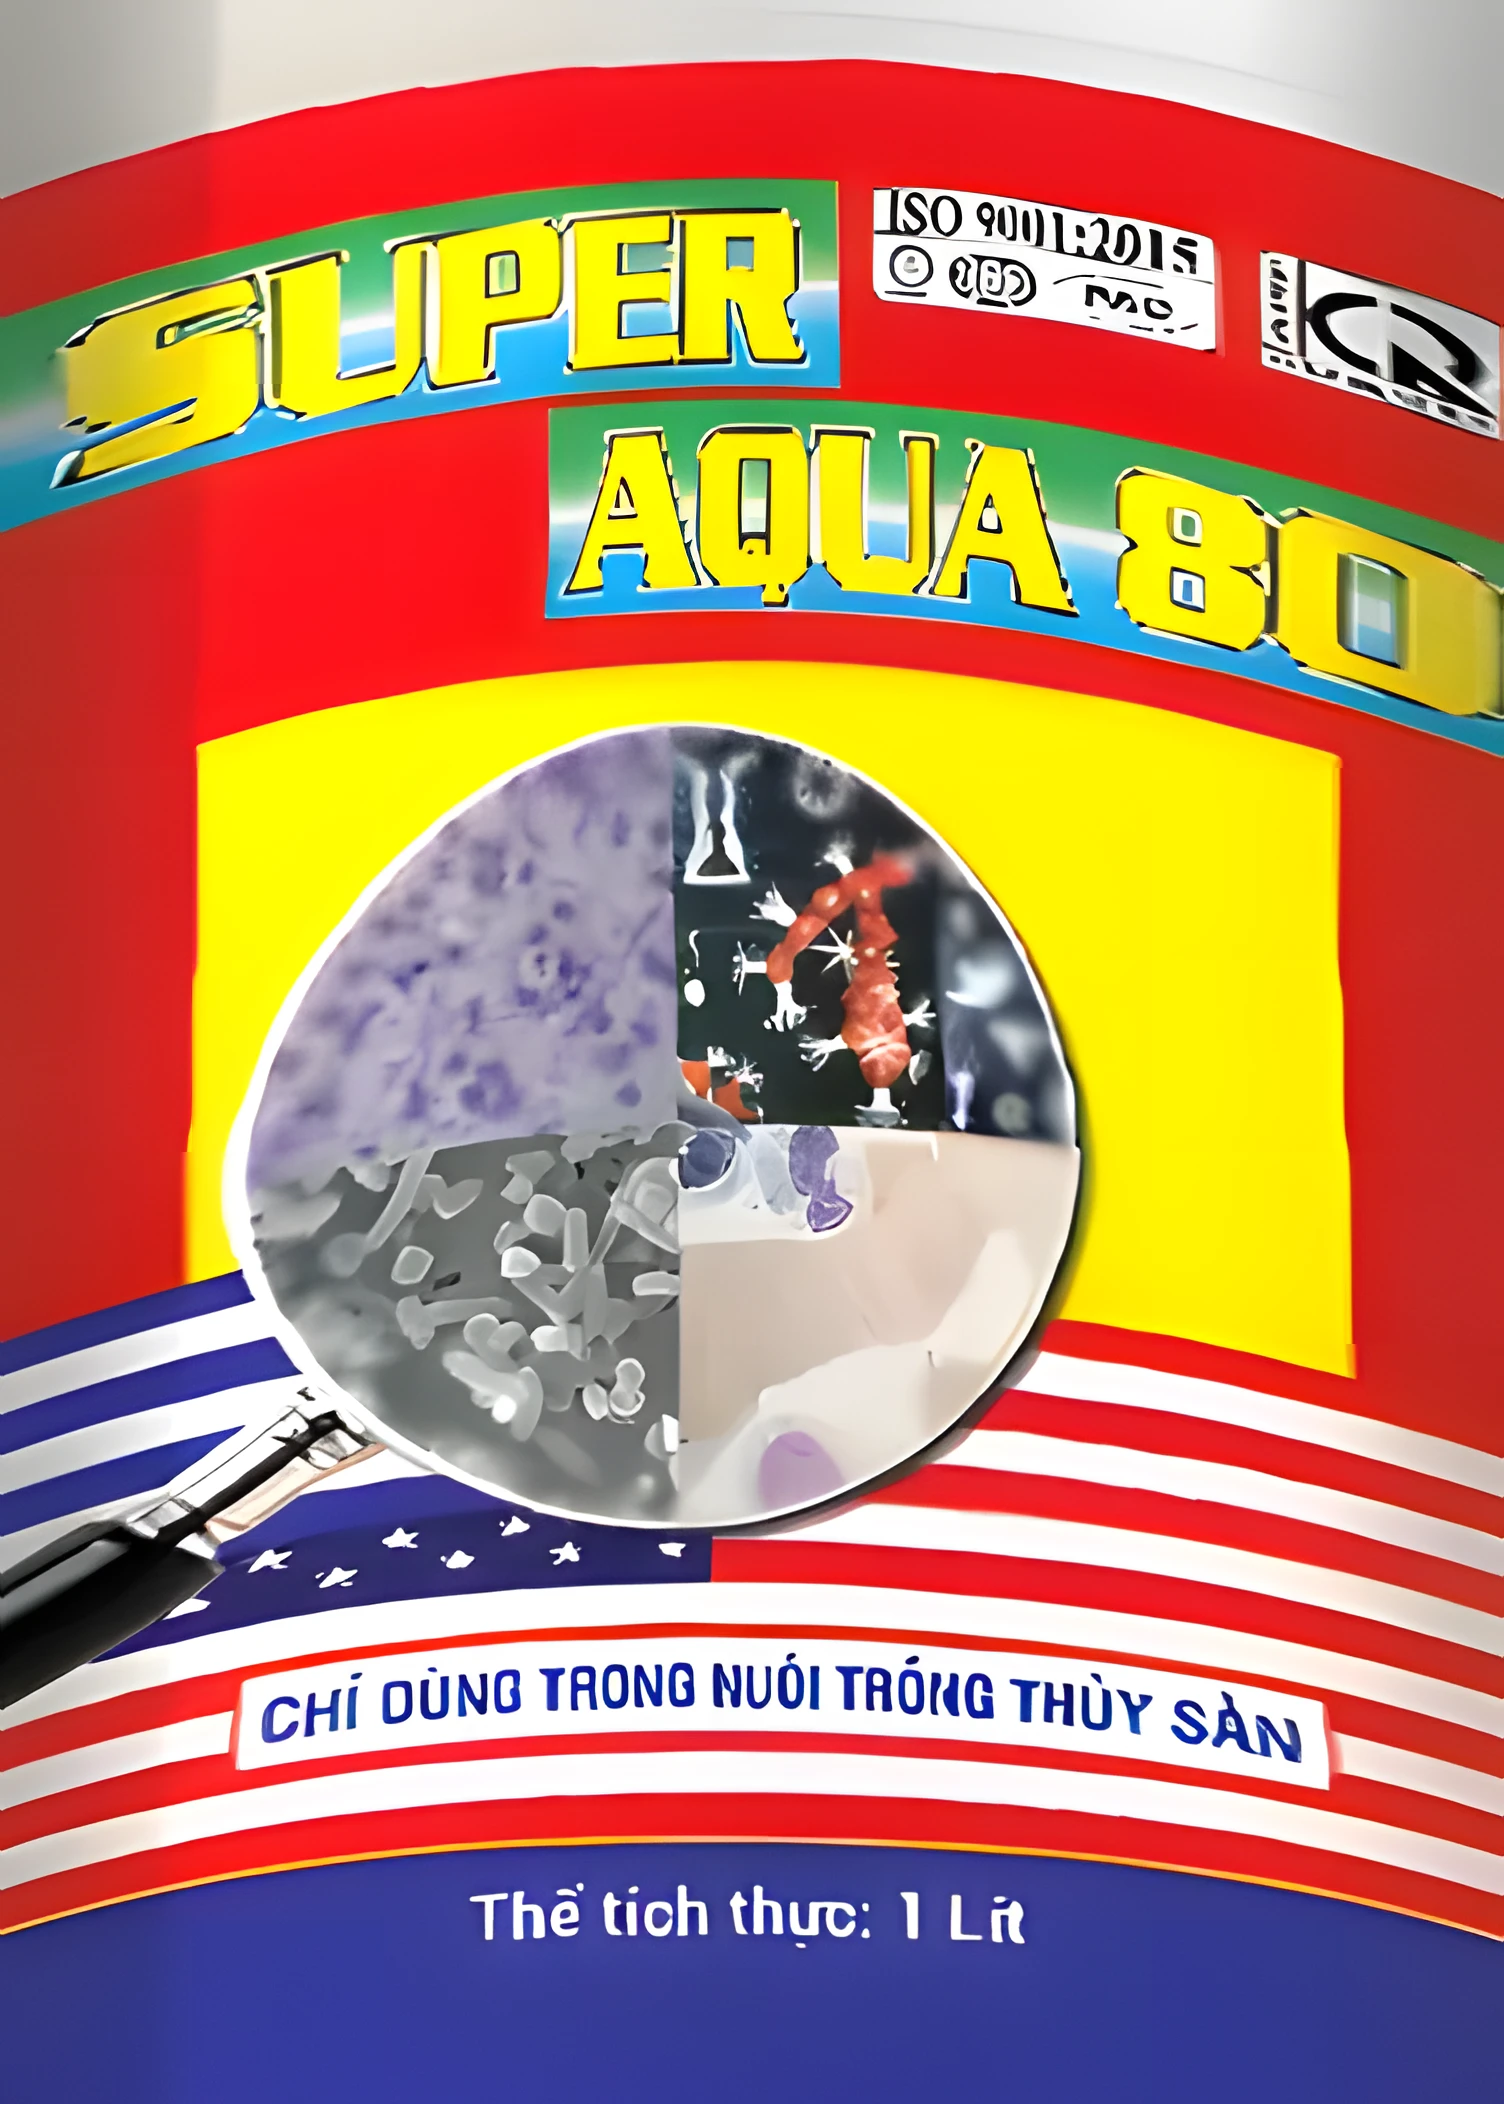 SUPER
ISO 9001:2015
AQUA 80
CHỈ DÙNG TRONG NUÔI TRỒNG THỦY SẢN
Thể tích thực: 1 Lít